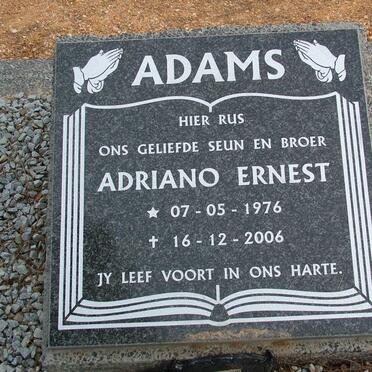 ADAMS
HIER RUS
ONS GELIEFDE SEUN EN BROER
ADRIANO ERNEST
★ 07 - 05 - 1976
✝ 16 - 12 - 2006
JY LEEF VOORT IN ONS HARTE.